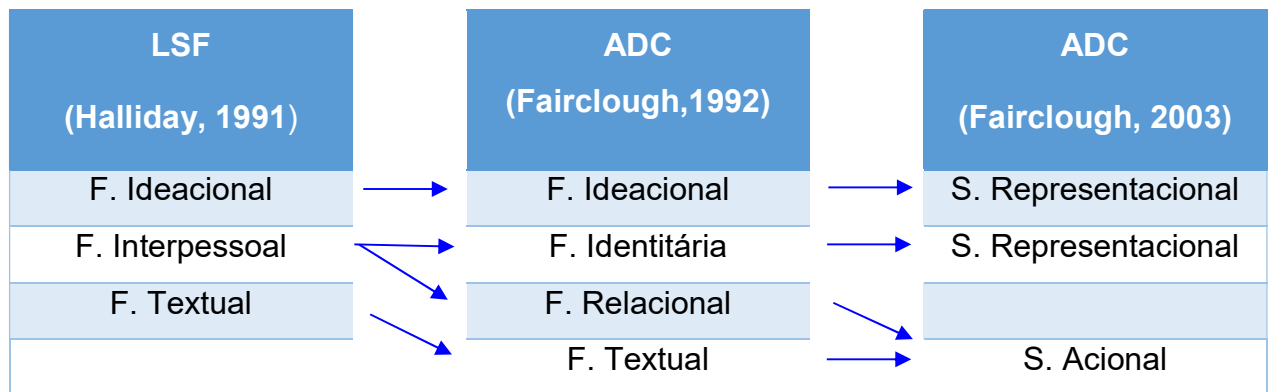 LSF
(Halliday, 1991)
ADC
(Fairclough,1992)
ADC
(Fairclough, 2003)
F. Ideacional
F. Ideacional
S. Representacional
F. Interpessoal
F. Identitária
S. Representacional
F. Textual
F. Relacional
F. Textual
S. Acional